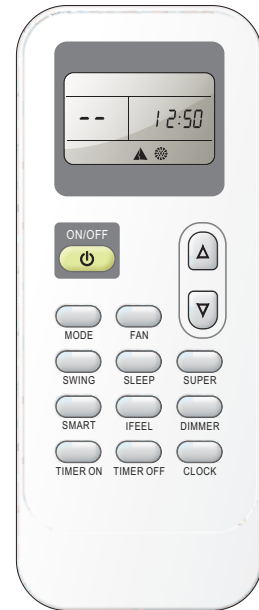 -- 12:50
ON/OFF
MODE FAN
SWING SLEEP SUPER
SMART IFEEL DIMMER
TIMER ON TIMER OFF CLOCK